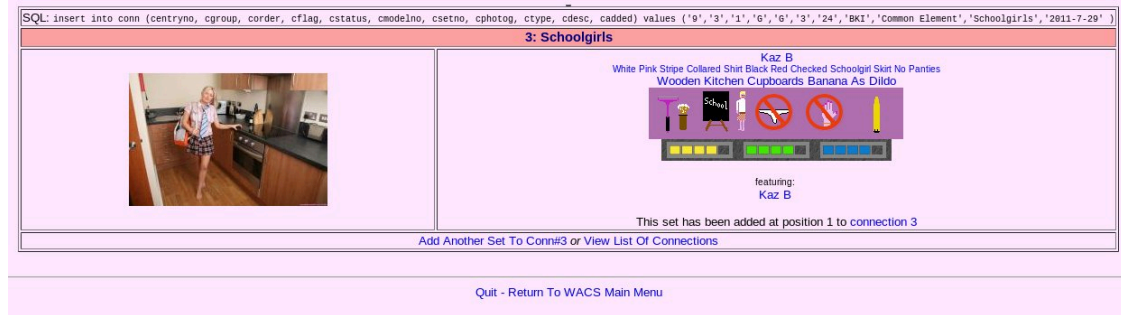 SQL: insert into conn (centryno, cgroup, corder, cflag, cstatus, cmodelno, csetno, cphotog, ctype, cdesc, cadded) values ('9','3','1','G','G','3','24','BKI','Common Element','Schoolgirls','2011-7-29' )
3: Schoolgirls
Kaz B
White Pink Stripe Collared Shirt Black Red Checked Schoolgirl Skirt No Panties
Wooden Kitchen Cupboards Banana As Dildo
School
featuring:
Kaz B
This set has been added at position 1 to connection 3
Add Another Set To Conn#3 or View List Of Connections
Quit - Return To WACS Main Menu